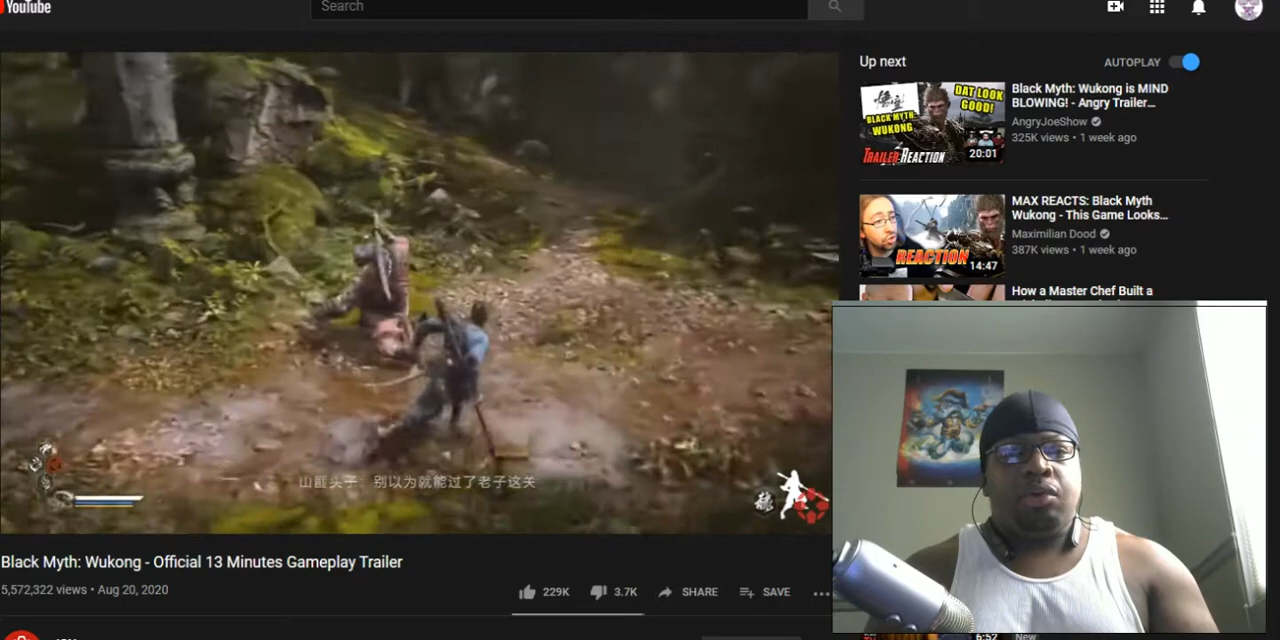 YouTube
Search
Up next
AUTOPLAY
DAT LOOK
GOOD!
BLACK MYTH
WUKONG
TRAILER REACTION
20:01
Black Myth: Wukong is MIND
BLOWING! - Angry Trailer…
AngryJoeShow
325K views • 1 week ago
REACTION
14:47
MAX REACTS: Black Myth
Wukong - This Game Looks…
Maximilian Dood
387K views • 1 week ago
How a Master Chef Built a
山匪头子：别以为就能过了老子这关
Black Myth: Wukong - Official 13 Minutes Gameplay Trailer
5,572,322 views • Aug 20, 2020
229K
3.7K
SHARE
SAVE
6:52
New